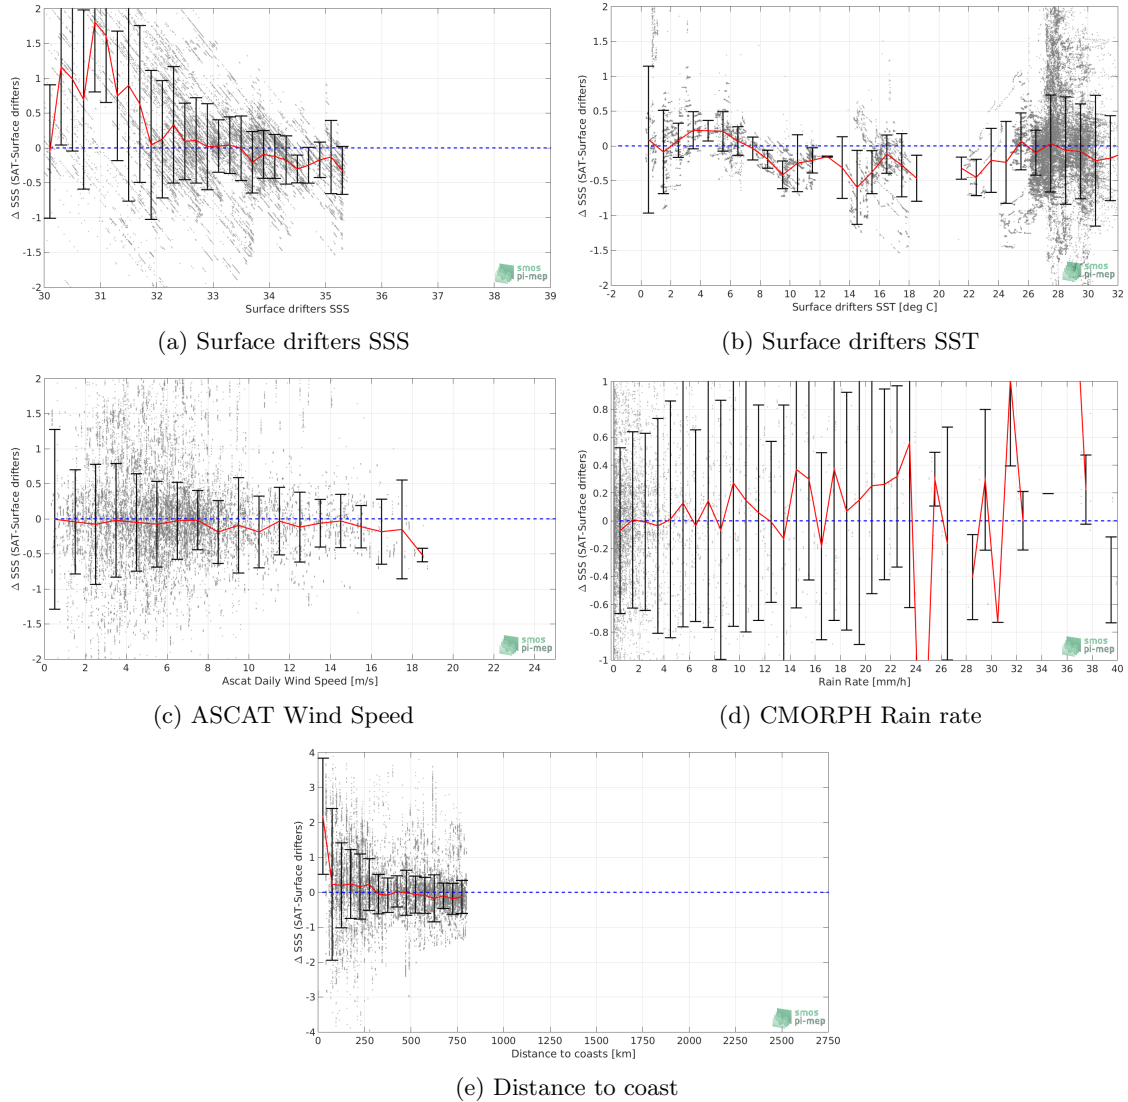 2
1.5
1
0.5
0
-0.5
-1
-1.5
-2
Δ SSS (SAT-Surface drifters)
30 31 32 33 34 35 36 37 38 39
Surface drifters SSS
smos
pi-mep
(a) Surface drifters SSS
2
1.5
1
0.5
0
-0.5
-1
-1.5
-2
Δ SSS (SAT-Surface drifters)
-2 0 2 4 6 8 10 12 14 16 18 20 22 24 26 28 30 32
Surface drifters SST [deg C]
smos
pi-mep
(b) Surface drifters SST
2
1.5
1
0.5
0
-0.5
-1
-1.5
-2
Δ SSS (SAT-Surface drifters)
0 2 4 6 8 10 12 14 16 18 20 22 24
Ascat Daily Wind Speed [m/s]
smos
pi-mep
(c) ASCAT Wind Speed
1
0.8
0.6
0.4
0.2
0
-0.2
-0.4
-0.6
-0.8
-1
Δ SSS (SAT-Surface drifters)
0 2 4 6 8 10 12 14 16 18 20 22 24 26 28 30 32 34 36 38 40
Rain Rate [mm/h]
smos
pi-mep
(d) CMORPH Rain rate
4
3
2
1
0
-1
-2
-3
-4
Δ SSS (SAT-Surface drifters)
0 250 500 750 1000 1250 1500 1750 2000 2250 2500 2750
Distance to coasts [km]
smos
pi-mep
(e) Distance to coast